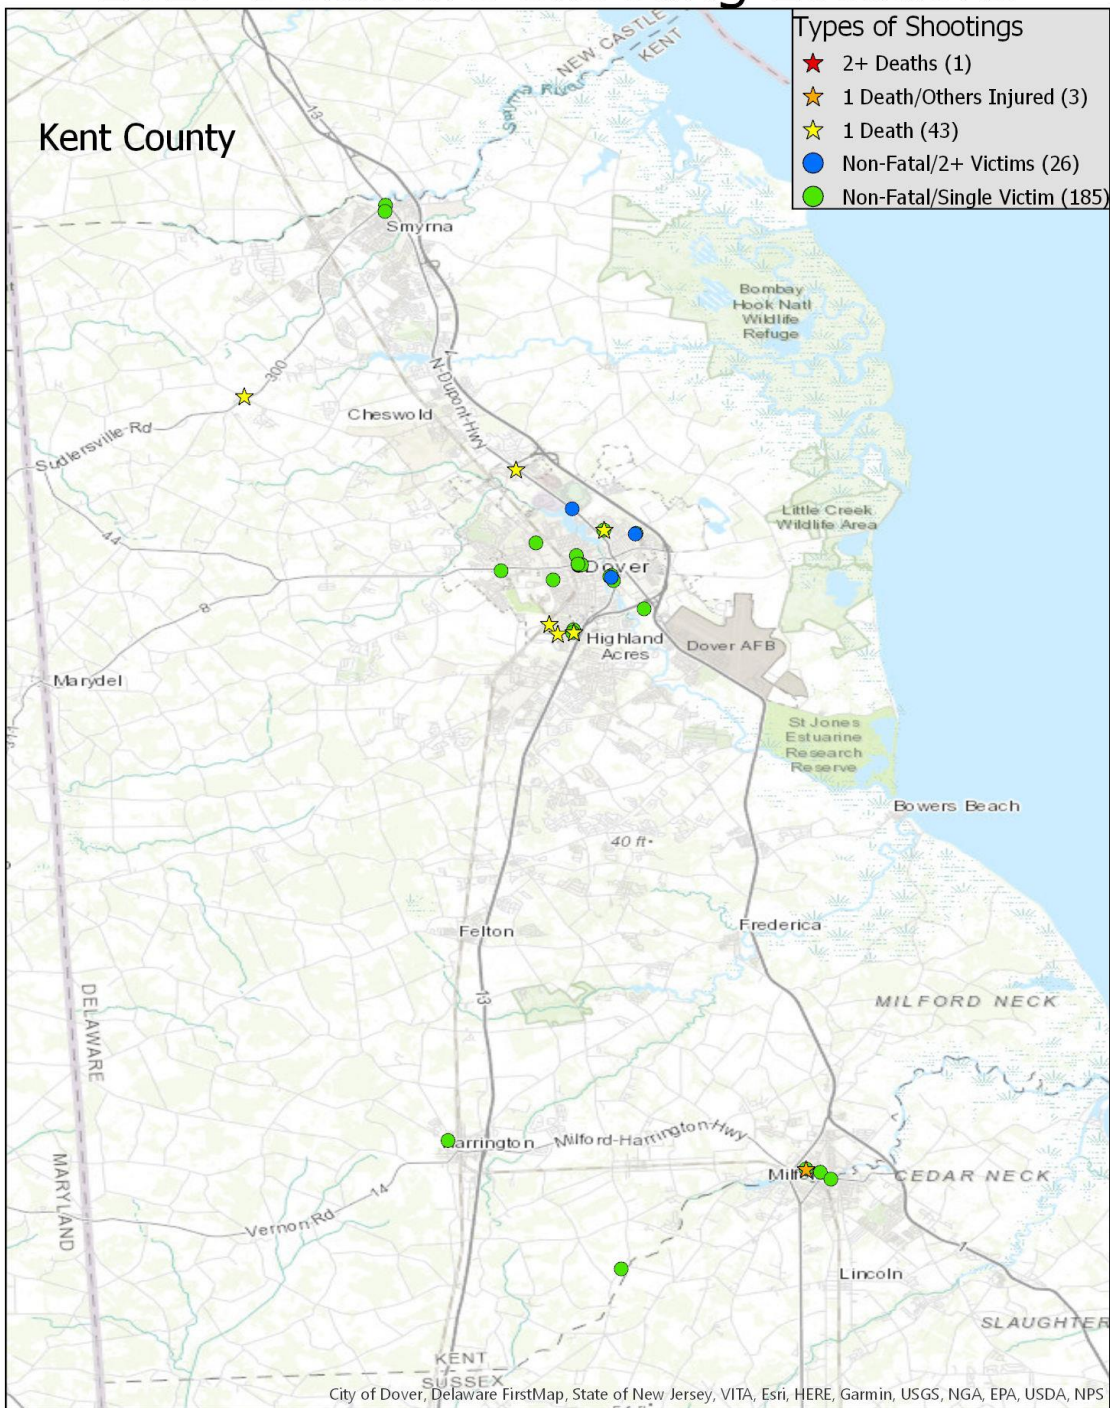 Kent County
Types of Shootings
2+ Deaths (1)
1 Death/Others Injured (3)
1 Death (43)
Non-Fatal/2+ Victims (26)
Non-Fatal/Single Victim (185)
NEW CASTLE
KENT
Smyrna River
13
Smyrna
Bombay
Hook Natl
Wildlife
Refuge
300
N-Dupont-Hwy
1
Cheswold
Sudlersville-Rd
Little Creek
Wildlife Area
44
Dover
8
Highland
Acres
Dover AFB
Marydel
St Jones
Estuarine
Research
Reserve
Bowers Beach
40 ft
Felton
Frederica
13
MILFORD NECK
DELAWARE
MARYLAND
arrington
Milford-Harrington-Hwy
Milf
CEDAR NECK
14
Vernon-Rd
1
Lincoln
SLAUGHTER
KENT
SUSSEX
City of Dover, Delaware FirstMap, State of New Jersey, VITA, Esri, HERE, Garmin, USGS, NGA, EPA, USDA, NPS